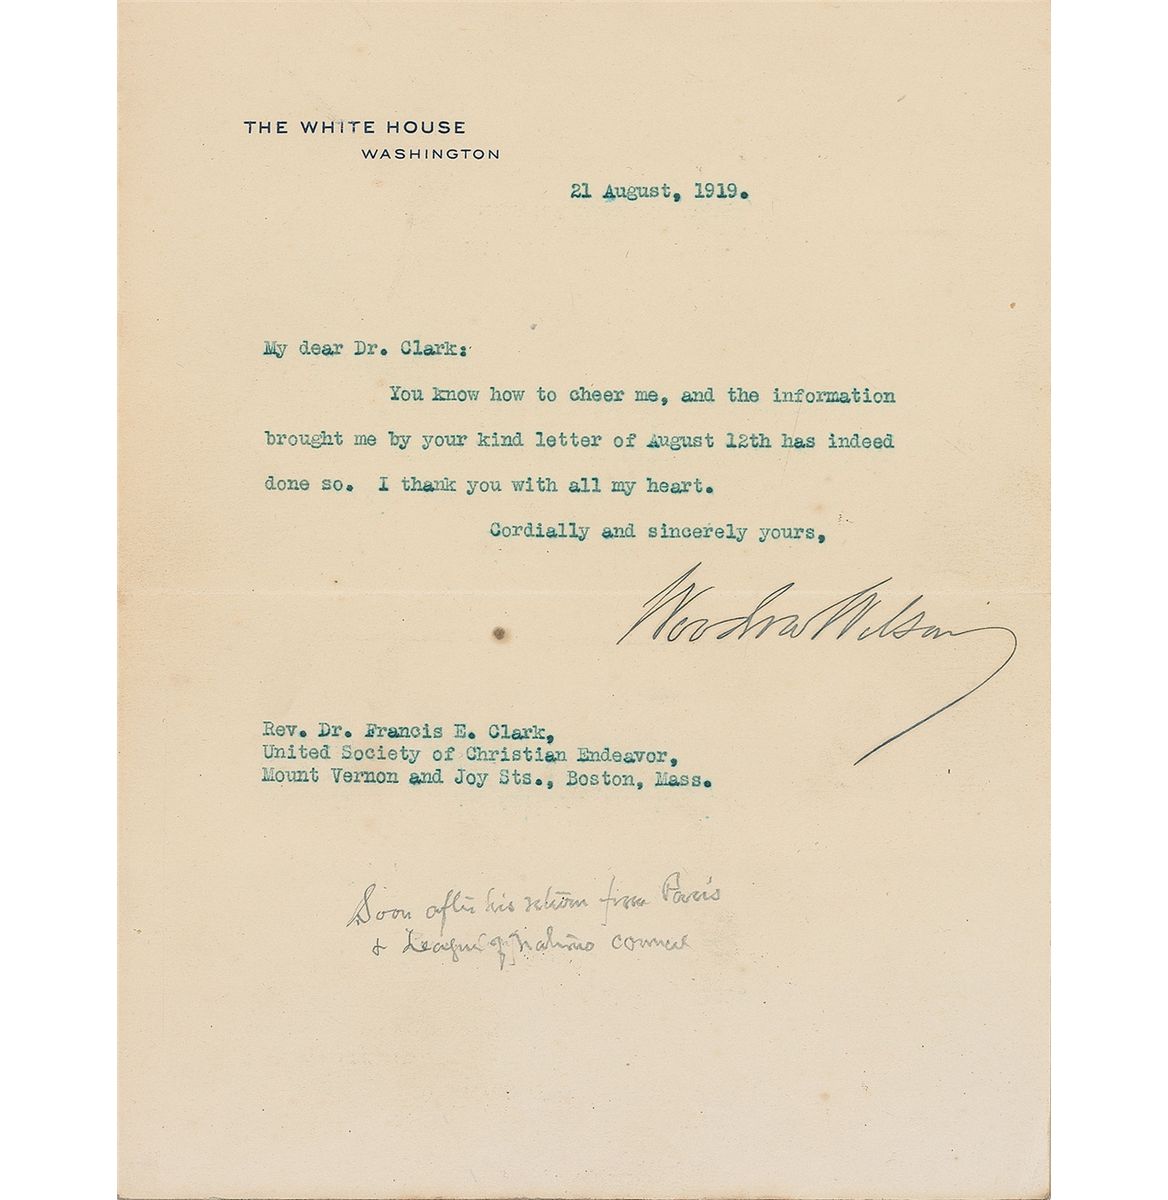 THE WHITE HOUSE
WASHINGTON
21 August, 1919.
My dear Dr. Clark:
You know how to cheer me, and the information
brought me by your kind letter of August 12th has indeed
done so. I thank you with all my heart.
Cordially and sincerely yours,
Woodrow Wilson
Rev. Dr. Francis E. Clark,
United Society of Christian Endeavor,
Mount Vernon and Joy Sts., Boston, Mass.
Soon after his return from Paris
& League of Nations council